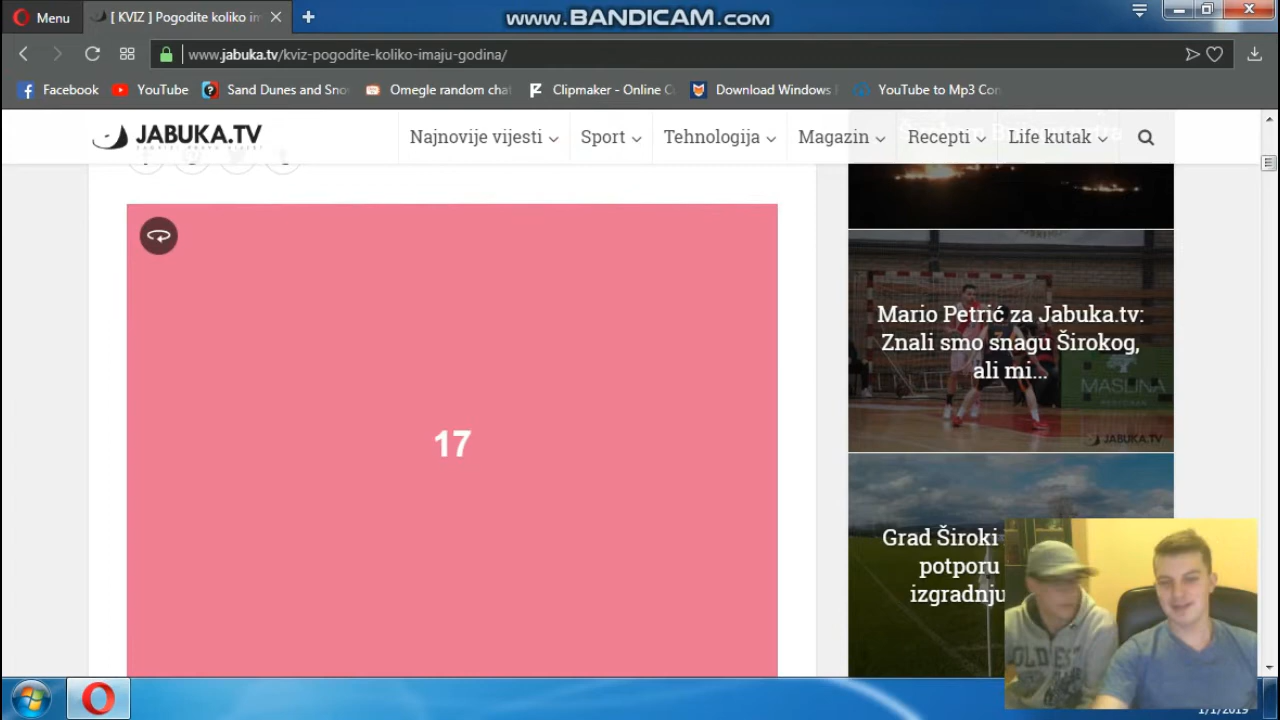 Menu
[ KVIZ ] Pogodite koliko im
WWW.BANDICAM.COM
www.jabuka.tv/kviz-pogodite-koliko-imaju-godina/
Facebook
YouTube
Sand Dunes and Sno
Omegle random chat
Clipmaker - Online C
Download Windows
YouTube to Mp3 Con
JABUKA.TV
Najnovije vijesti
Sport
Tehnologija
Magazin
Recepti
Life kutak
17
Mario Petrić za Jabuka.tv:
Znali smo snagu Širokog,
ali mi...
MASLINA
JABUKA.TV
Grad Široki
potporu
izgradnju
OLD EST
1/1/2019